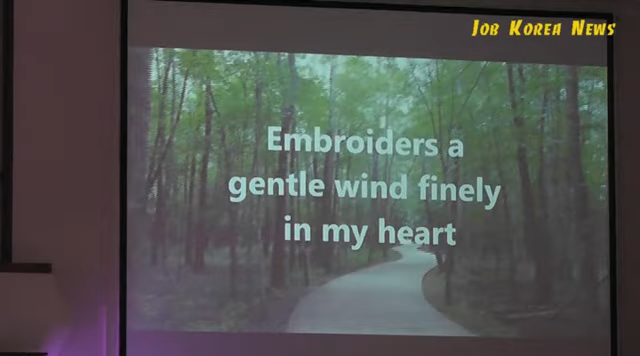 Job Korea News
Embroiders a
gentle wind finely
in my heart